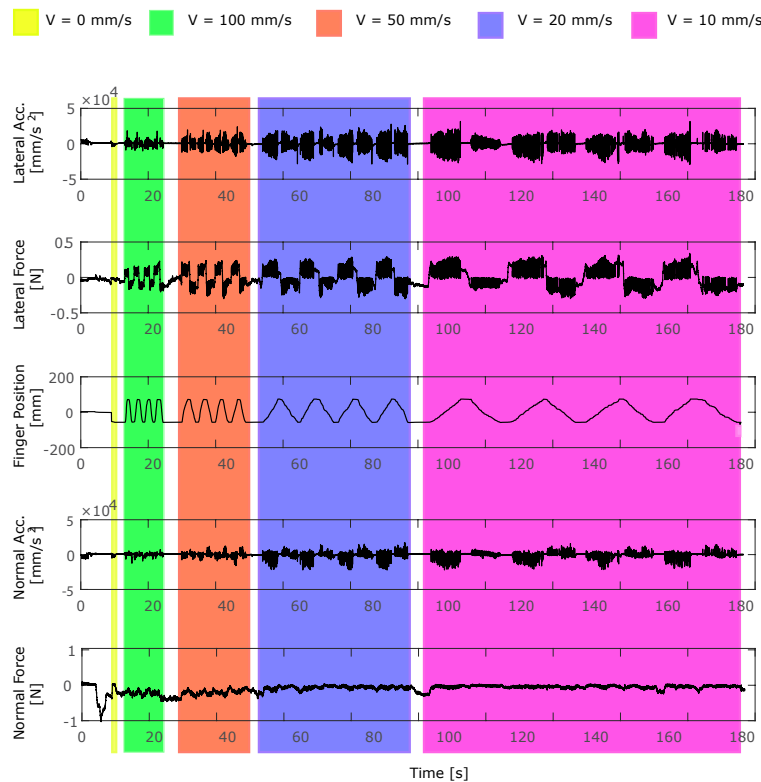 V = 0 mm/s V = 100 mm/s V = 50 mm/s V = 20 mm/s V = 10 mm/s
×10⁴
Lateral Acc.
[mm/s²]
5
0
-5
0 20 40 60 80 100 120 140 160 180
Lateral Force
[N]
0.5
0
-0.5
0 20 40 60 80 100 120 140 160 180
Finger Position
[mm]
200
0
-200
0 20 40 60 80 100 120 140 160 180
×10⁴
Normal Acc.
[mm/s²]
5
0
-5
0 20 40 60 80 100 120 140 160 180
Normal Force
[N]
1
0
-1
0 20 40 60 80 100 120 140 160 180
Time [s]